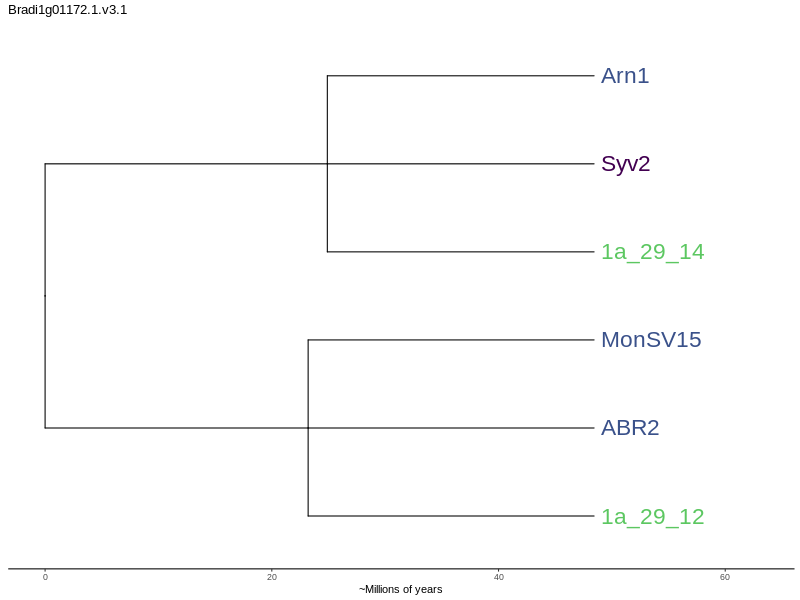 Bradi1g01172.1.v3.1
Arn1
Syv2
1a_29_14
MonSV15
ABR2
1a_29_12
0 20 40 60
~Millions of years